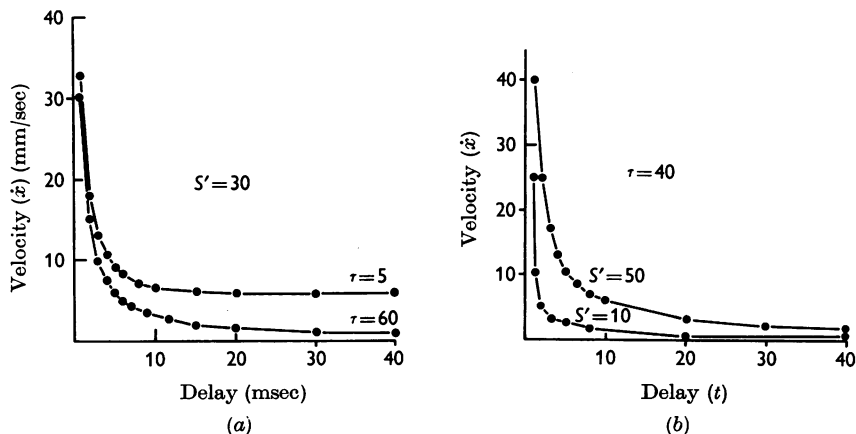 40
30
20
10
Velocity (ẋ) (mm/sec)
S′=30
τ=5
τ=60
10
20
30
40
Delay (msec)
(a)
40
30
20
10
Velocity (ẋ)
τ=40
S′=50
S′=10
10
20
30
40
Delay (t)
(b)